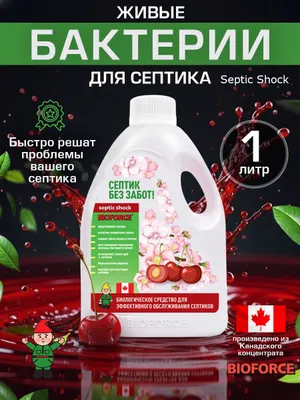 ЖИВЫЕ
БАКТЕРИИ
ДЛЯ СЕПТИКА Septic Shock
Быстро решат
проблемы
вашего
септика
1
литр
СЕПТИК
БЕЗ ЗАБОТ!
septic shock
BIOFORCE
БИОЛОГИЧЕСКОЕ СРЕДСТВО ДЛЯ
ЭФФЕКТИВНОГО ОБСЛУЖИВАНИЯ СЕПТИКОВ
BIOFORCE
произведено
из Канадского
концентрата
BIOFORCE